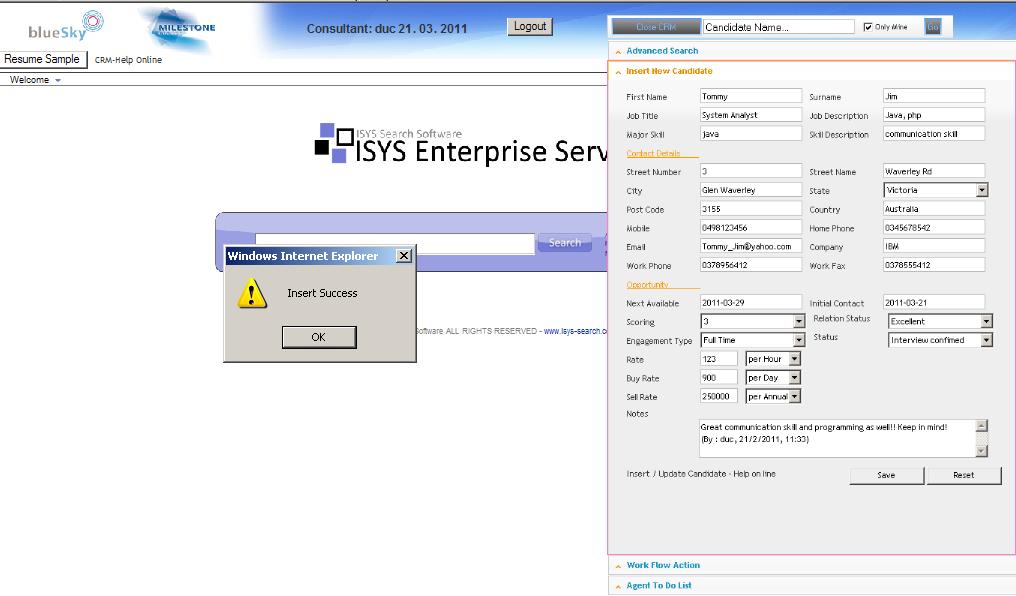 blueSky
MILESTONE
Consultant: duc 21. 03. 2011
Logout
Close CRM
Candidate Name...
Only Mine
Go
Resume Sample
CRM-Help Online
Welcome
Advanced Search
Insert New Candidate
First Name Tommy Surname Jim
Job Title System Analyst Job Description Java, php
Major Skill java Skill Description communication skill
Contact Details
Street Number 3 Street Name Waverley Rd
City Glen Waverley State Victoria
Post Code 3155 Country Australia
Mobile 0498123456 Home Phone 0345678542
Email Tommy_Jim@yahoo.com Company IBM
Work Phone 0378956412 Work Fax 0378555412
Opportunity
Next Available 2011-03-29 Initial Contact 2011-03-21
Scoring 3 Relation Status Excellent
Engagement Type Full Time Status Interview confimed
Rate 123 per Hour
Buy Rate 900 per Day
Sell Rate 250000 per Annual
Notes
Great communication skill and programming as well!! Keep in mind!
(By : duc, 21/2/2011, 11:33)
Insert / Update Candidate - Help on line
Save
Reset
Work Flow Action
Agent To Do List
ISYS Search Software
ISYS Enterprise Serv
Search
Windows Internet Explorer
Insert Success
OK
Software ALL RIGHTS RESERVED - www.isys-search.co